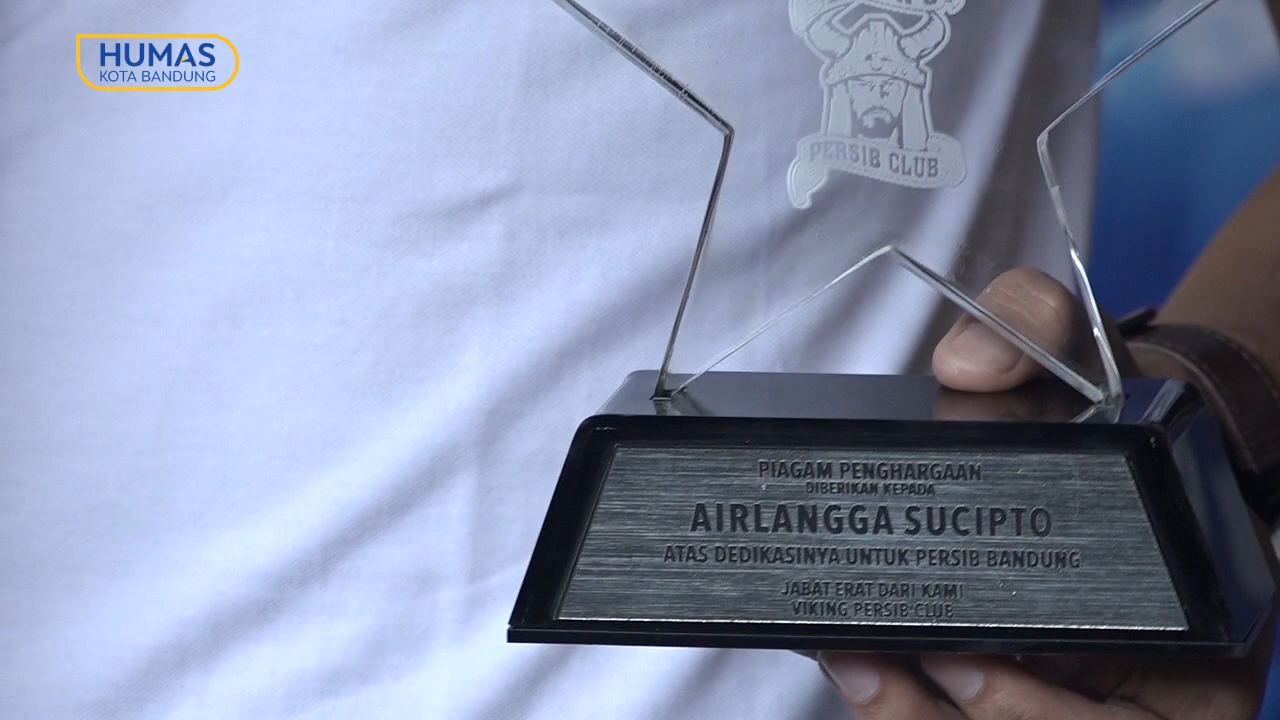 HUMAS
KOTA BANDUNG
PERSIB CLUB
PIAGAM PENGHARGAAN
DIBERIKAN KEPADA
AIRLANGGA SUCIPTO
ATAS DEDIKASINYA UNTUK PERSIB BANDUNG
JABAT ERAT DARI KAMI
VIKING PERSIB CLUB